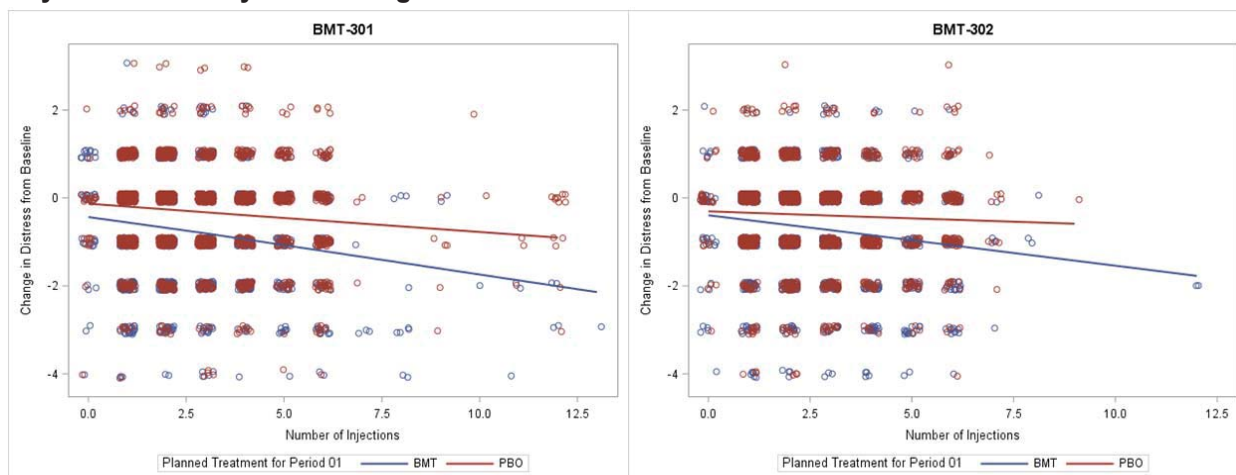 BMT-301
Change in Distress from Baseline
2
0
-2
-4
0.0 2.5 5.0 7.5 10.0 12.5
Number of Injections
Planned Treatment for Period 01 BMT PBO
BMT-302
Change in Distress from Baseline
2
0
-2
-4
0.0 2.5 5.0 7.5 10.0 12.5
Number of Injections
Planned Treatment for Period 01 BMT PBO